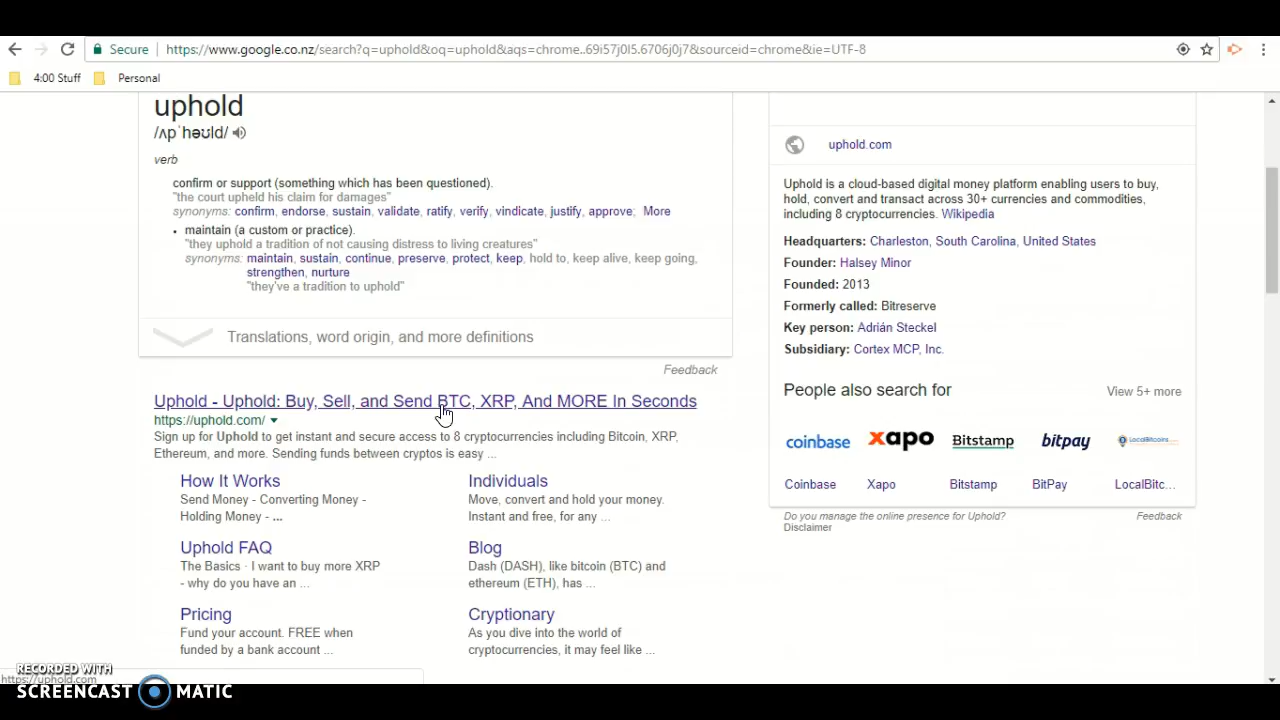 Secure
https://www.google.co.nz/search?q=uphold&oq=uphold&aqs=chrome..69i57j0l5.6706j0j7&sourceid=chrome&ie=UTF-8
4:00 Stuff
Personal
uphold
/ʌpˈhəʊld/
verb
confirm or support (something which has been questioned).
"the court upheld his claim for damages"
synonyms: confirm, endorse, sustain, validate, ratify, verify, vindicate, justify, approve; More
• maintain (a custom or practice).
"they uphold a tradition of not causing distress to living creatures"
synonyms: maintain, sustain, continue, preserve, protect, keep, hold to, keep alive, keep going,
strengthen, nurture
"they've a tradition to uphold"
Translations, word origin, and more definitions
Feedback
Uphold - Uphold: Buy, Sell, and Send BTC, XRP, And MORE In Seconds
https://uphold.com/
Sign up for Uphold to get instant and secure access to 8 cryptocurrencies including Bitcoin, XRP,
Ethereum, and more. Sending funds between cryptos is easy ...
How It Works
Send Money - Converting Money -
Holding Money - ...
Individuals
Move, convert and hold your money.
Instant and free, for any ...
Uphold FAQ
The Basics · I want to buy more XRP
- why do you have an ...
Blog
Dash (DASH), like bitcoin (BTC) and
ethereum (ETH), has ...
Pricing
Fund your account. FREE when
funded by a bank account ...
Cryptionary
As you dive into the world of
cryptocurrencies, it may feel like ...
uphold.com
Uphold is a cloud-based digital money platform enabling users to buy,
hold, convert and transact across 30+ currencies and commodities,
including 8 cryptocurrencies. Wikipedia
Headquarters: Charleston, South Carolina, United States
Founder: Halsey Minor
Founded: 2013
Formerly called: Bitreserve
Key person: Adrián Steckel
Subsidiary: Cortex MCP, Inc.
People also search for
View 5+ more
coinbase
xapo
Bitstamp
bitpay
LocalBitcoins
Coinbase
Xapo
Bitstamp
BitPay
LocalBitc...
Do you manage the online presence for Uphold?
Feedback
Disclaimer
https://uphold.com
RECORDED WITH
SCREENCAST MATIC